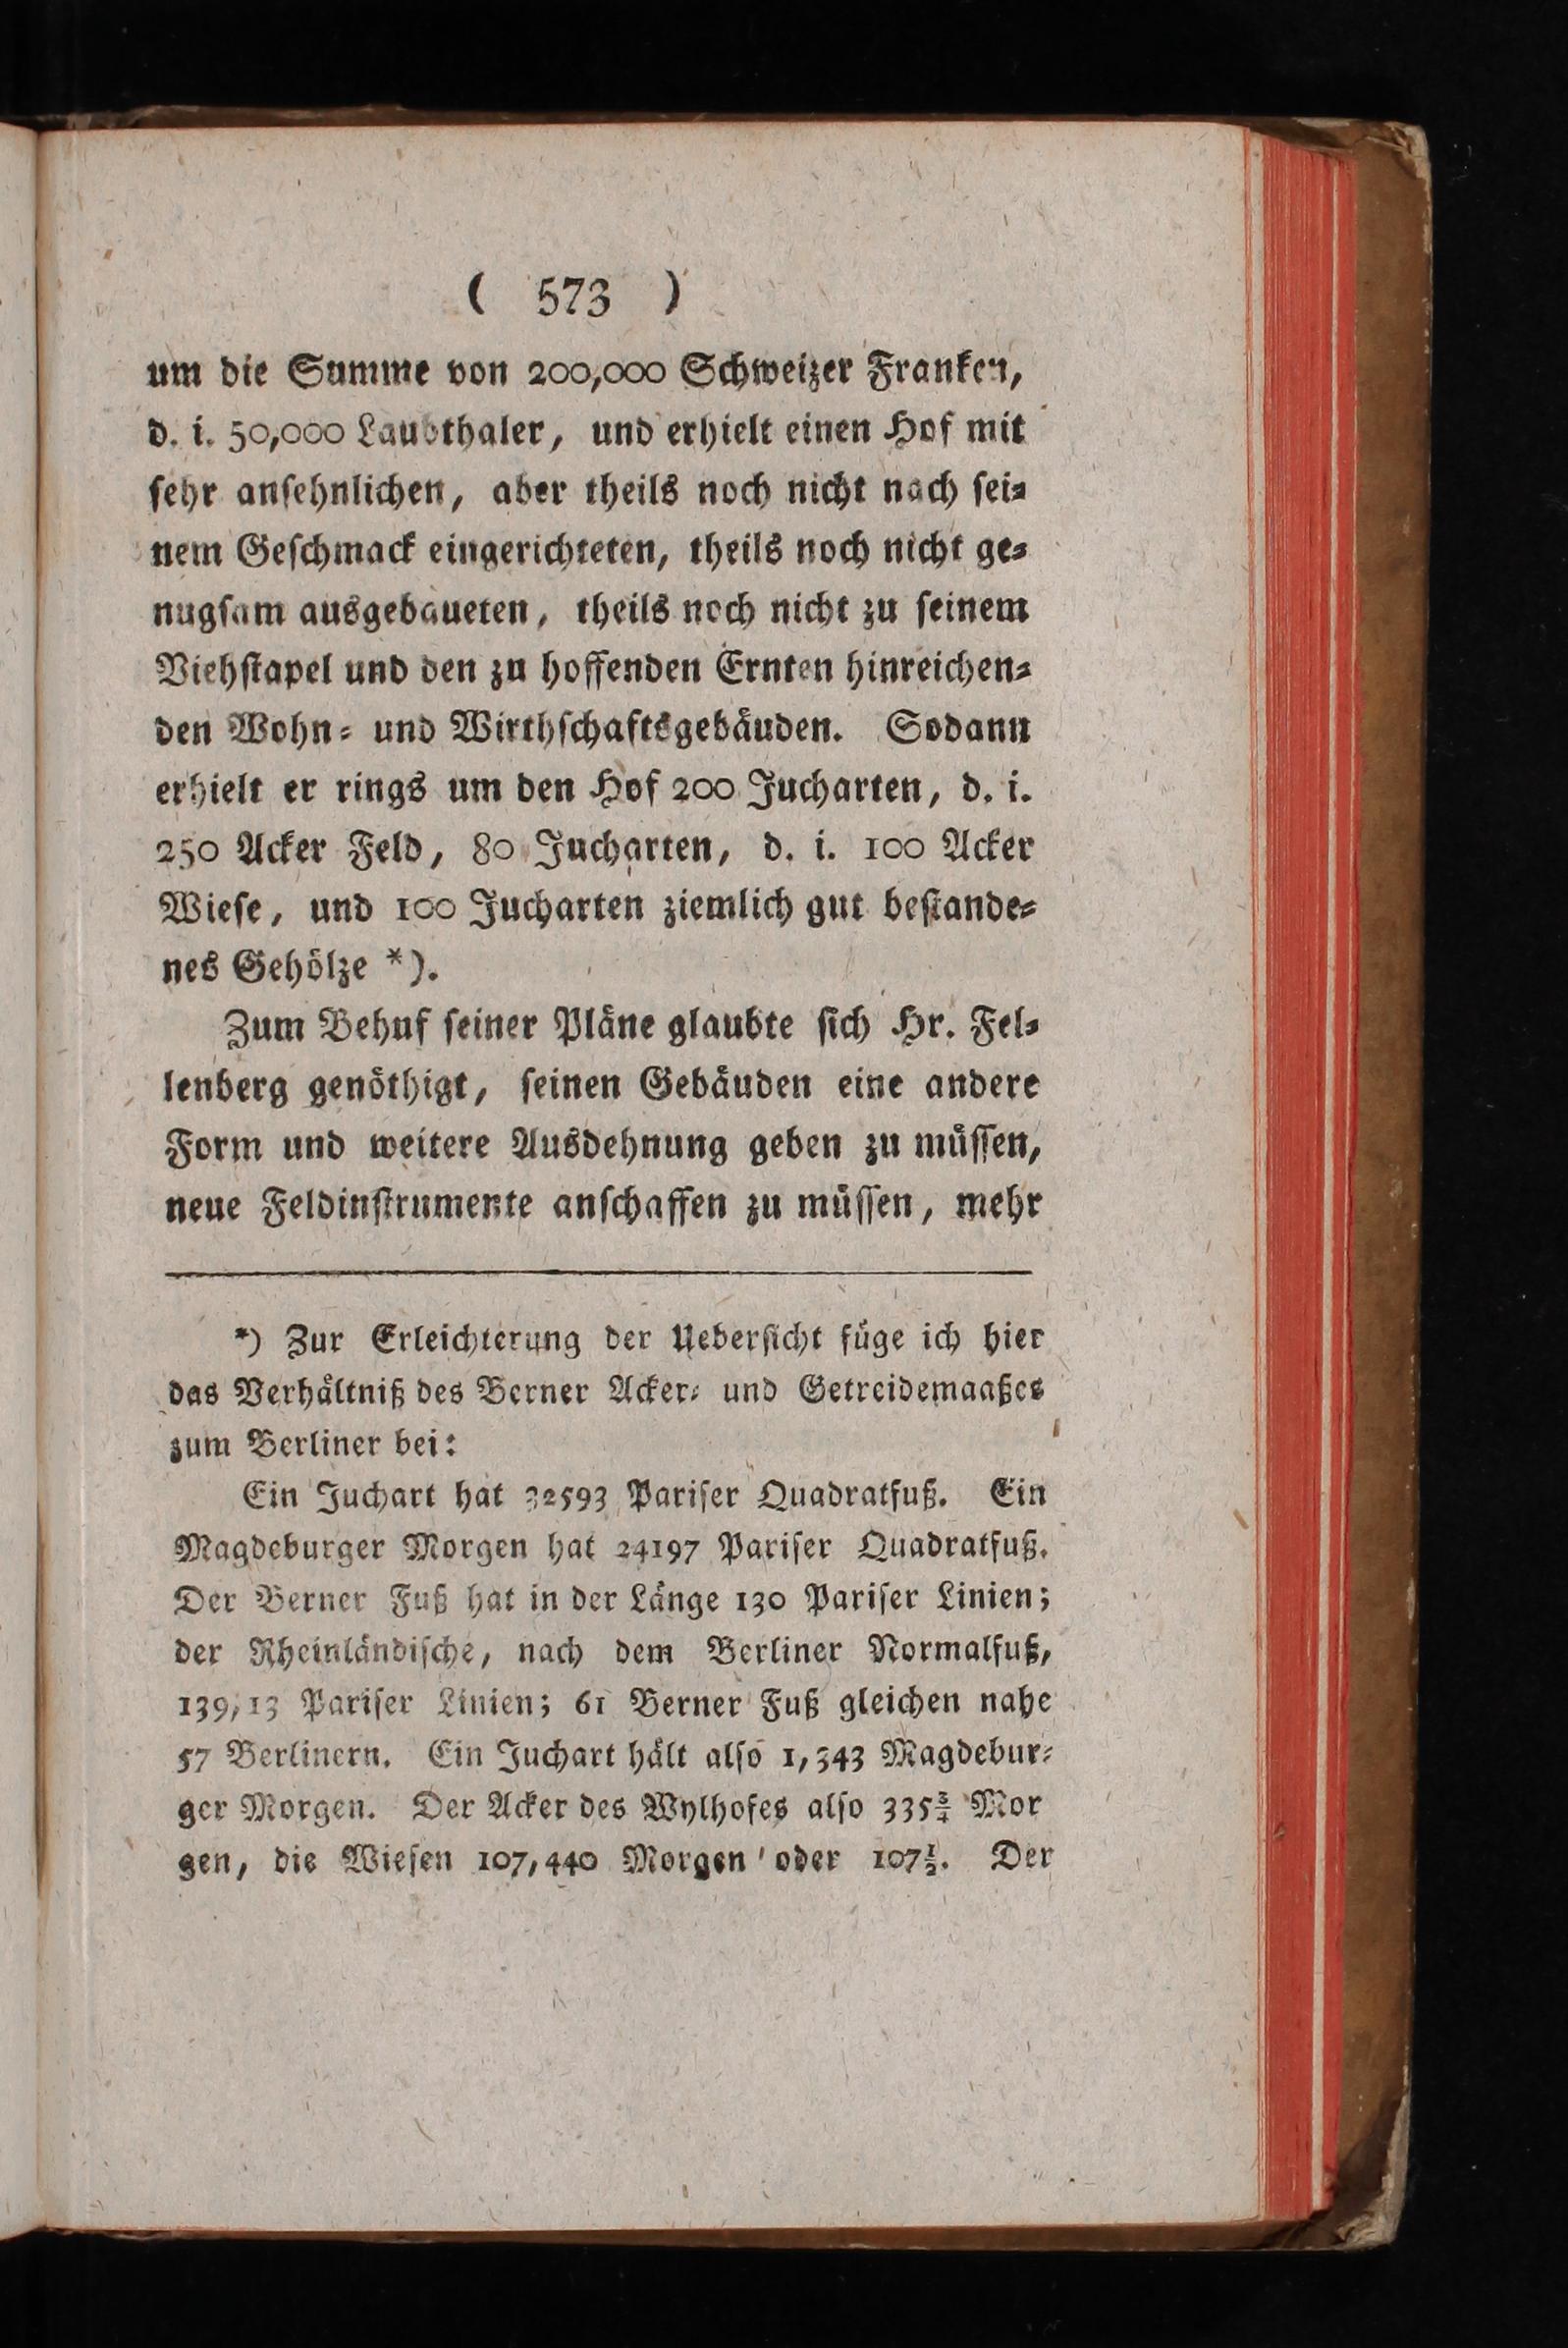 ( 573 )
um die Summe von 200,000 Schweizer Franken,
d. i. 50,000 Laubthaler, und erhielt einen Hof mit
sehr ansehnlichen, aber theils noch nicht nach sei=
nem Geschmack eingerichteten, theils noch nicht ge=
nugsam ausgebaueten, theils noch nicht zu seinem
Viehstapel und den zu hoffenden Ernten hinreichen=
den Wohn= und Wirthschaftsgebäuden. Sodann
erhielt er rings um den Hof 200 Jucharten, d. i.
250 Acker Feld, 80 Jucharten, d. i. 100 Acker
Wiese, und 100 Jucharten ziemlich gut bestande=
nes Gehölze *).
Zum Behuf seiner Pläne glaubte sich Hr. Fel=
lenberg genöthigt, seinen Gebäuden eine andere
Form und weitere Ausdehnung geben zu müssen,
neue Feldinstrumente anschaffen zu müssen, mehr
*) Zur Erleichterung der Uebersicht füge ich hier
das Verhältniß des Berner Acker= und Getreidemaaßes
zum Berliner bei:
Ein Juchart hat 32593 Pariser Quadratfuß. Ein
Magdeburger Morgen hat 24197 Pariser Quadratfuß.
Der Berner Fuß hat in der Länge 130 Pariser Linien;
der Rheinländische, nach dem Berliner Normalfuß,
139,13 Pariser Linien; 61 Berner Fuß gleichen nahe
57 Berlinern. Ein Juchart hält also 1,343 Magdebur=
ger Morgen. Der Acker des Wylhofes also 335¾ Mor
gen, die Wiesen 107,440 Morgen oder 107½. Der